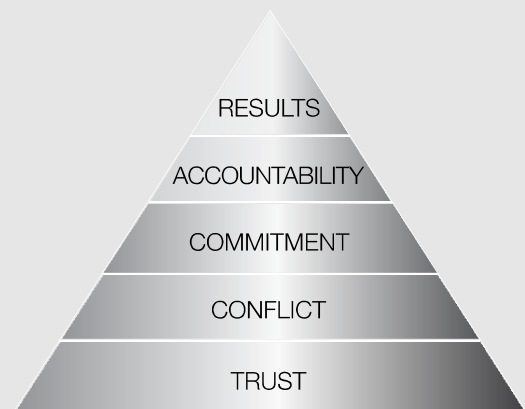 RESULTS
ACCOUNTABILITY
COMMITMENT
CONFLICT
TRUST